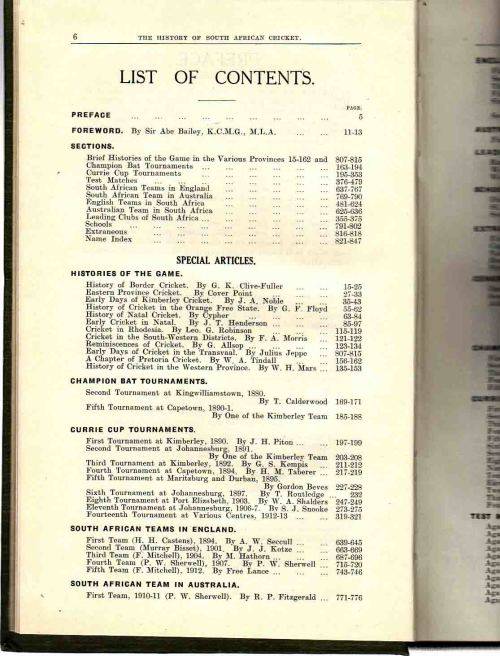 6 THE HISTORY OF SOUTH AFRICAN CRICKET.
LIST OF CONTENTS.
PAGE.
PREFACE ... ... ... ... ... ... ... ... 5
FOREWORD. By Sir Abe Bailey, K.C.M.G., M.L.A. ... ... 11-13
SECTIONS.
Brief Histories of the Game in the Various Provinces 15-162 and 807-815
Champion Bat Tournaments ... ... ... ... ... 163-194
Currie Cup Tournaments ... ... ... ... ... 195-353
Test Matches ... ... ... ... ... ... 376-479
South African Teams in England ... ... ... ... 637-767
South African Team in Australia ... ... ... ... 769-790
English Teams in South Africa ... ... ... ... 481-624
Australian Team in South Africa ... ... ... ... 625-636
Leading Clubs of South Africa ... ... ... ... ... 355-375
Schools ... ... ... ... ... ... ... 791-802
Extraneous ... ... ... ... ... ... 816-818
Name Index ... ... ... ... ... ... 821-847
SPECIAL ARTICLES.
HISTORIES OF THE GAME.
History of Border Cricket. By G. K. Clive-Fuller ... ... 15-25
Eastern Province Cricket. By Cover Point ... ... 27-33
Early Days of Kimberley Cricket. By J. A. Noble ... ... 35-43
History of Cricket in the Orange Free State. By G. F. Floyd 55-62
History of Natal Cricket. By Cypher ... ... ... 63-84
Early Cricket in Natal. By J. T. Henderson ... ... ... 85-97
Cricket in Rhodesia. By Leo. G. Robinson ... ... ... 115-119
Cricket in the South-Western Districts. By F. A. Morris ... 121-122
Reminiscences of Cricket. By G. Allsop ... ... ... 123-134
Early Days of Cricket in the Transvaal. By Julius Jeppe ... 807-815
A Chapter of Pretoria Cricket. By W. A. Tindall ... 156-162
History of Cricket in the Western Province. By W. H. Mars ... 135-153
CHAMPION BAT TOURNAMENTS.
Second Tournament at Kingwilliamstown, 1880.
By T. Calderwood 169-171
Fifth Tournament at Capetown, 1890-1.
By One of the Kimberley Team 185-188
CURRIE CUP TOURNAMENTS.
First Tournament at Kimberley, 1890. By J. H. Piton ... ... 197-199
Second Tournament at Johannesburg, 1891.
By One of the Kimberley Team 203-208
Third Tournament at Kimberley, 1892. By G. S. Kempis ... 211-212
Fourth Tournament at Capetown, 1894. By H. M. Taberer ... 217-219
Fifth Tournament at Maritzburg and Durban, 1895.
By Gordon Beves 227-228
Sixth Tournament at Johannesburg, 1897. By T. Routledge ... 232
Eighth Tournament at Port Elizabeth, 1903. By W. A. Shalders 247-249
Eleventh Tournament at Johannesburg, 1906-7. By S. J. Snooke 273-275
Fourteenth Tournament at Various Centres, 1912-13 ... 319-321
SOUTH AFRICAN TEAMS IN ENGLAND.
First Team (H. H. Castens), 1894. By A. W. Seccull ... ... 639-645
Second Team (Murray Bisset), 1901. By J. J. Kotze ... ... 663-669
Third Team (F. Mitchell), 1904. By M. Hathorn ... ... 687-696
Fourth Team (P. W. Sherwell), 1907. By P. W. Sherwell ... 715-720
Fifth Team (F. Mitchell), 1912. By Free Lance ... ... 743-746
SOUTH AFRICAN TEAM IN AUSTRALIA.
First Team, 1910-11 (P. W. Sherwell). By R. P. Fitzgerald ... 771-776